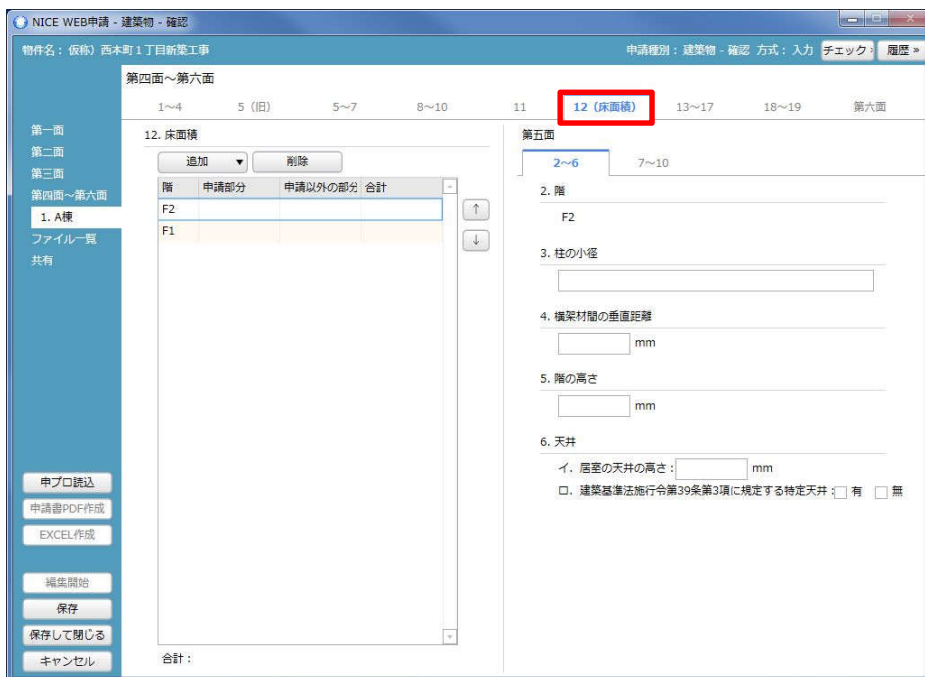 NICE WEB申請 - 建築物 - 確認
物件名：仮称）西本町１丁目新築工事
申請種別：建築物 - 確認 方式：入力 チェック 履歴 »
第四面～第六面
1～4 5（旧） 5～7 8～10 11 12（床面積） 13～17 18～19 第六面
第一面
第二面
第三面
第四面～第六面
1. A棟
ファイル一覧
共有
申プロ読込
申請書PDF作成
EXCEL作成
編集開始
保存
保存して閉じる
キャンセル
12. 床面積
追加 ▼ 削除
階 申請部分 申請以外の部分 合計
F2
F1
↑
↓
合計：
第五面
2～6 7～10
2. 階
F2
3. 柱の小径
4. 横架材間の垂直距離
mm
5. 階の高さ
mm
6. 天井
イ．居室の天井の高さ： mm
ロ．建築基準法施行令第39条第3項に規定する特定天井： 有 無